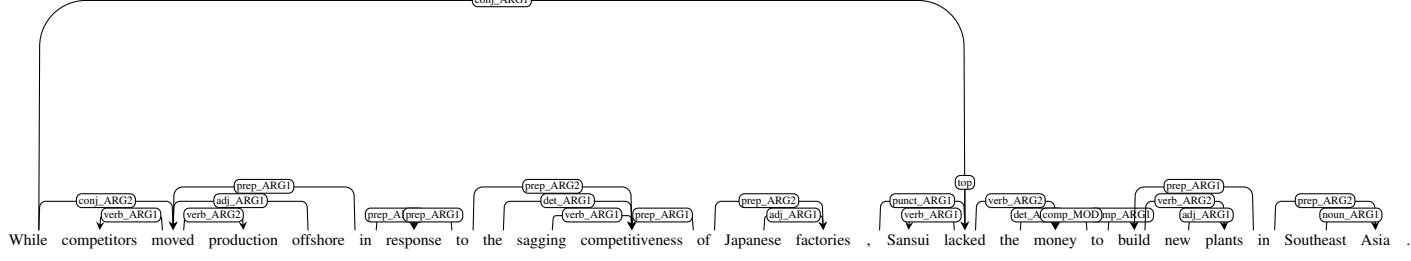 conj_ARG1
top
prep_ARG1 prep_ARG2 prep_ARG1
conj_ARG2 adj_ARG1 det_ARG1 prep_ARG2 punct_ARG1 verb_ARG2 verb_ARG2 prep_ARG2
verb_ARG1 verb_ARG2 prep_ARG1 verb_ARG1 prep_ARG1 adj_ARG1 verb_ARG1 comp_MOD adj_ARG1 noun_ARG1
While competitors moved production offshore in response to the sagging competitiveness of Japanese factories , Sansui lacked the money to build new plants in Southeast Asia .